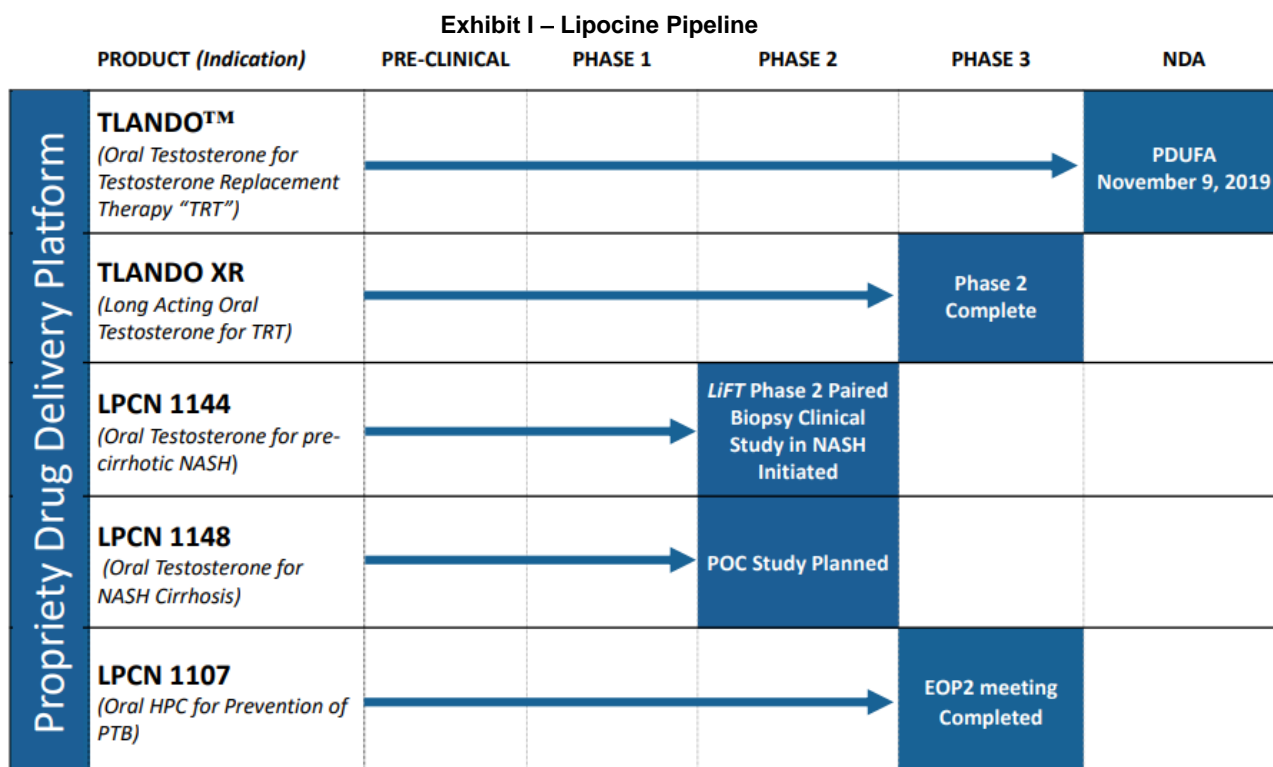 Exhibit I – Lipocine Pipeline
PRODUCT (Indication)
PRE-CLINICAL
PHASE 1
PHASE 2
PHASE 3
NDA
Propriety Drug Delivery Platform
TLANDO™
(Oral Testosterone for
Testosterone Replacement
Therapy “TRT”)
PDUFA
November 9, 2019
TLANDO XR
(Long Acting Oral
Testosterone for TRT)
Phase 2
Complete
LPCN 1144
(Oral Testosterone for pre-
cirrhotic NASH)
LiFT Phase 2 Paired
Biopsy Clinical
Study in NASH
Initiated
LPCN 1148
(Oral Testosterone for
NASH Cirrhosis)
POC Study Planned
LPCN 1107
(Oral HPC for Prevention of
PTB)
EOP2 meeting
Completed